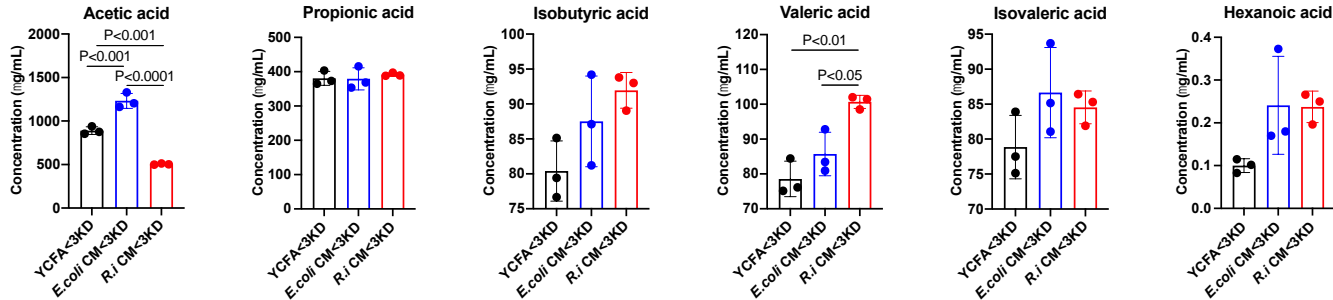 Acetic acid
Concentration (mg/mL)
2000
1500
1000
500
0
P<0.001
P<0.001
P<0.0001
YCFA<3KD
E.coli CM<3KD
R.i CM<3KD
Propionic acid
Concentration (mg/mL)
500
400
300
200
100
0
YCFA<3KD
E.coli CM<3KD
R.i CM<3KD
Isobutyric acid
Concentration (mg/mL)
100
95
90
85
80
75
YCFA<3KD
E.coli CM<3KD
R.i CM<3KD
Valeric acid
Concentration (mg/mL)
120
110
100
90
80
70
P<0.01
P<0.05
YCFA<3KD
E.coli CM<3KD
R.i CM<3KD
Isovaleric acid
Concentration (mg/mL)
95
90
85
80
75
70
YCFA<3KD
E.coli CM<3KD
R.i CM<3KD
Hexanoic acid
Concentration (mg/mL)
0.4
0.3
0.2
0.1
0.0
YCFA<3KD
E.coli CM<3KD
R.i CM<3KD